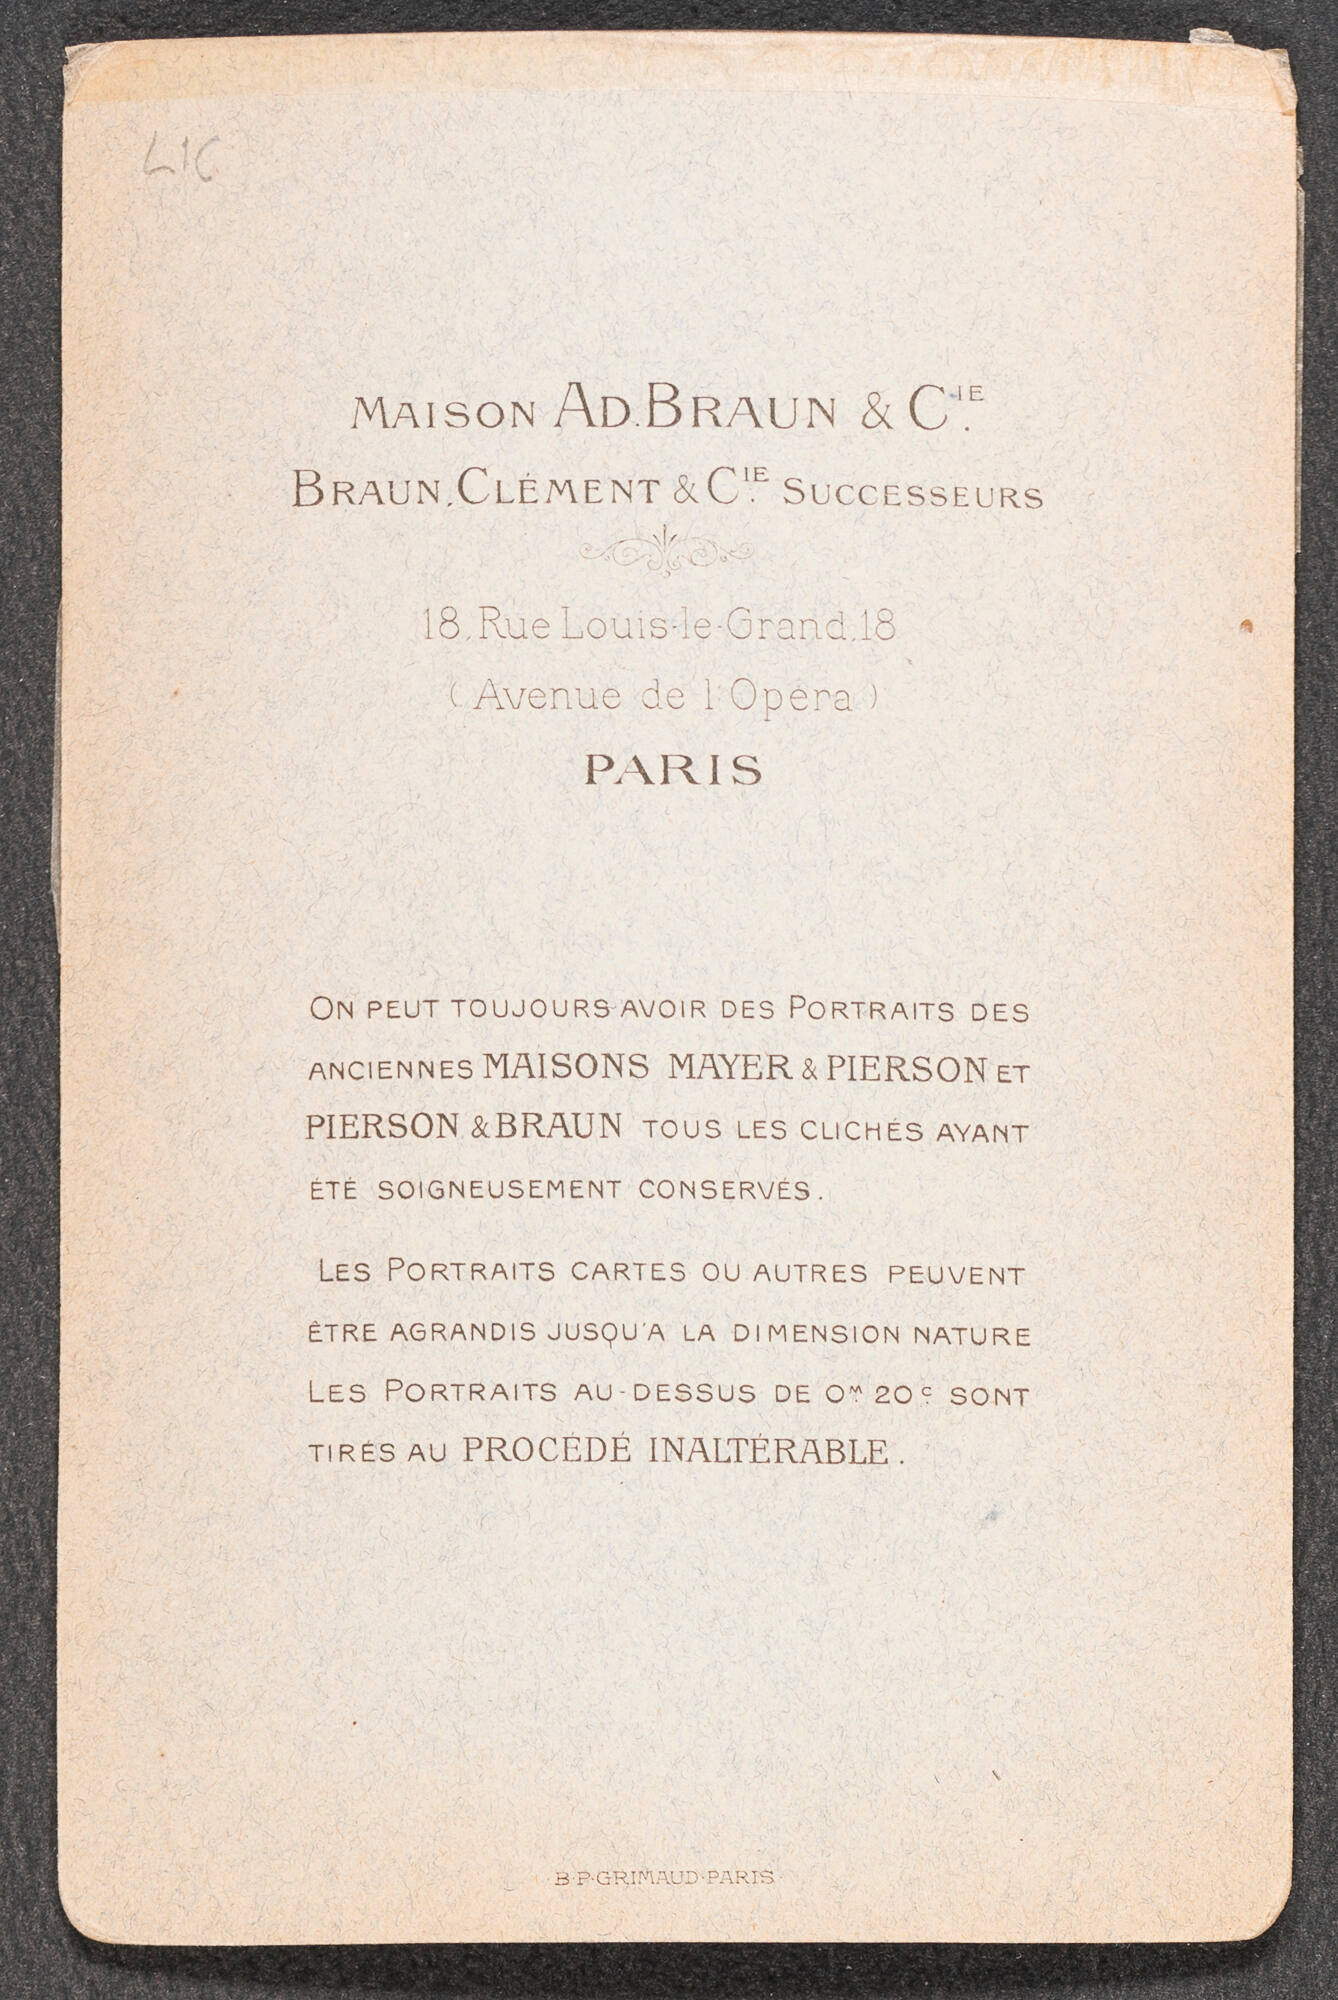 MAISON AD. BRAUN & CIE.
BRAUN, CLÉMENT & CIE. SUCCESSEURS
18, Rue Louis-le-Grand, 18
( Avenue de l'Opéra )
PARIS
ON PEUT TOUJOURS AVOIR DES PORTRAITS DES
ANCIENNES MAISONS MAYER & PIERSON ET
PIERSON & BRAUN TOUS LES CLICHÉS AYANT
ÉTÉ SOIGNEUSEMENT CONSERVÉS.
LES PORTRAITS CARTES OU AUTRES PEUVENT
ÊTRE AGRANDIS JUSQU'A LA DIMENSION NATURE
LES PORTRAITS AU-DESSUS DE 0M. 20C. SONT
TIRÉS AU PROCÉDÉ INALTÉRABLE.
B·P·GRIMAUD·PARIS